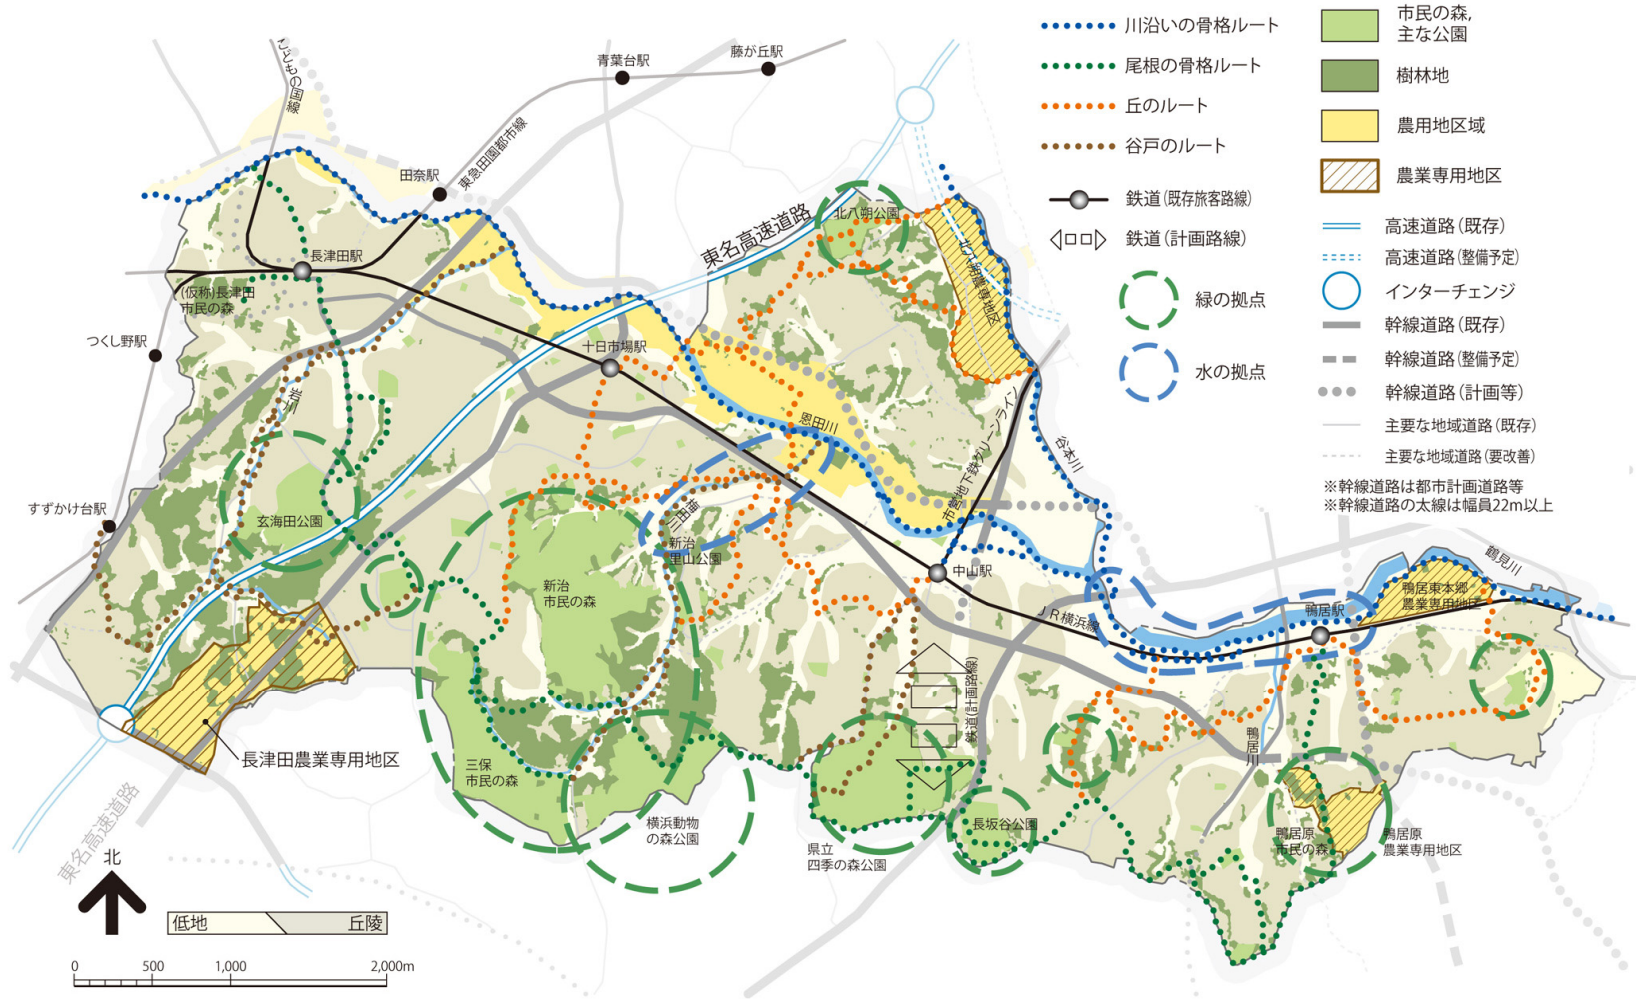 川沿いの骨格ルート
尾根の骨格ルート
丘のルート
谷戸のルート
鉄道(既存旅客路線)
鉄道(計画路線)
緑の拠点
水の拠点
市民の森,
主な公園
樹林地
農用地区域
農業専用地区
高速道路(既存)
高速道路(整備予定)
インターチェンジ
幹線道路(既存)
幹線道路(整備予定)
幹線道路(計画等)
主要な地域道路(既存)
主要な地域道路(要改善)
※幹線道路は都市計画道路等
※幹線道路の太線は幅員22m以上
こどもの国線
青葉台駅
藤が丘駅
田奈駅
東急田園都市線
東名高速道路
北八朔公園
北八朔農業専用地区
長津田駅
(仮称)長津田
市民の森
つくし野駅
十日市場駅
恩田川
市営地下鉄グリーンライン
谷本川
すずかけ台駅
玄海田公園
岩川
梅田川
新治
里山公園
新治
市民の森
中山駅
JR横浜線
鉄道(計画路線)
鴨居駅
鴨居東本郷
農業専用地区
鶴見川
鴨居川
長津田農業専用地区
三保
市民の森
横浜動物
の森公園
県立
四季の森公園
長坂谷公園
鴨居原
市民の森
鴨居原
農業専用地区
東名高速道路
北
低地
丘陵
0 500 1,000 2,000m